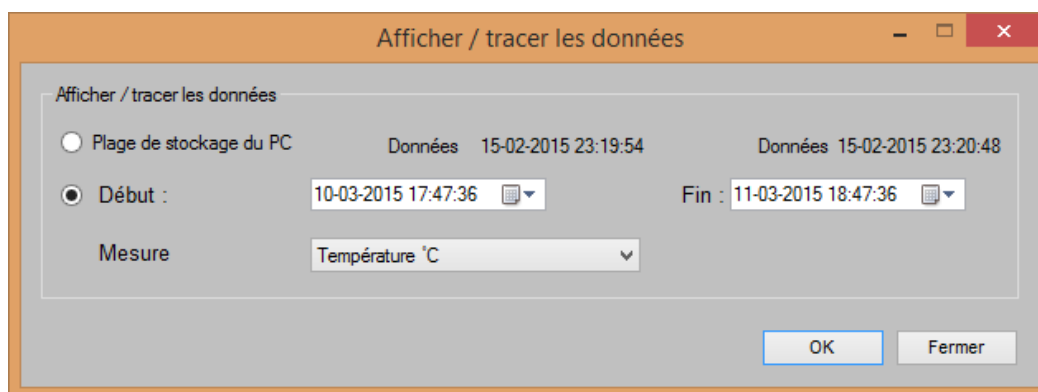 Afficher / tracer les données
Afficher / tracer les données
Plage de stockage du PC Données 15-02-2015 23:19:54 Données 15-02-2015 23:20:48
Début : 10-03-2015 17:47:36 Fin : 11-03-2015 18:47:36
Mesure Température °C
OK Fermer